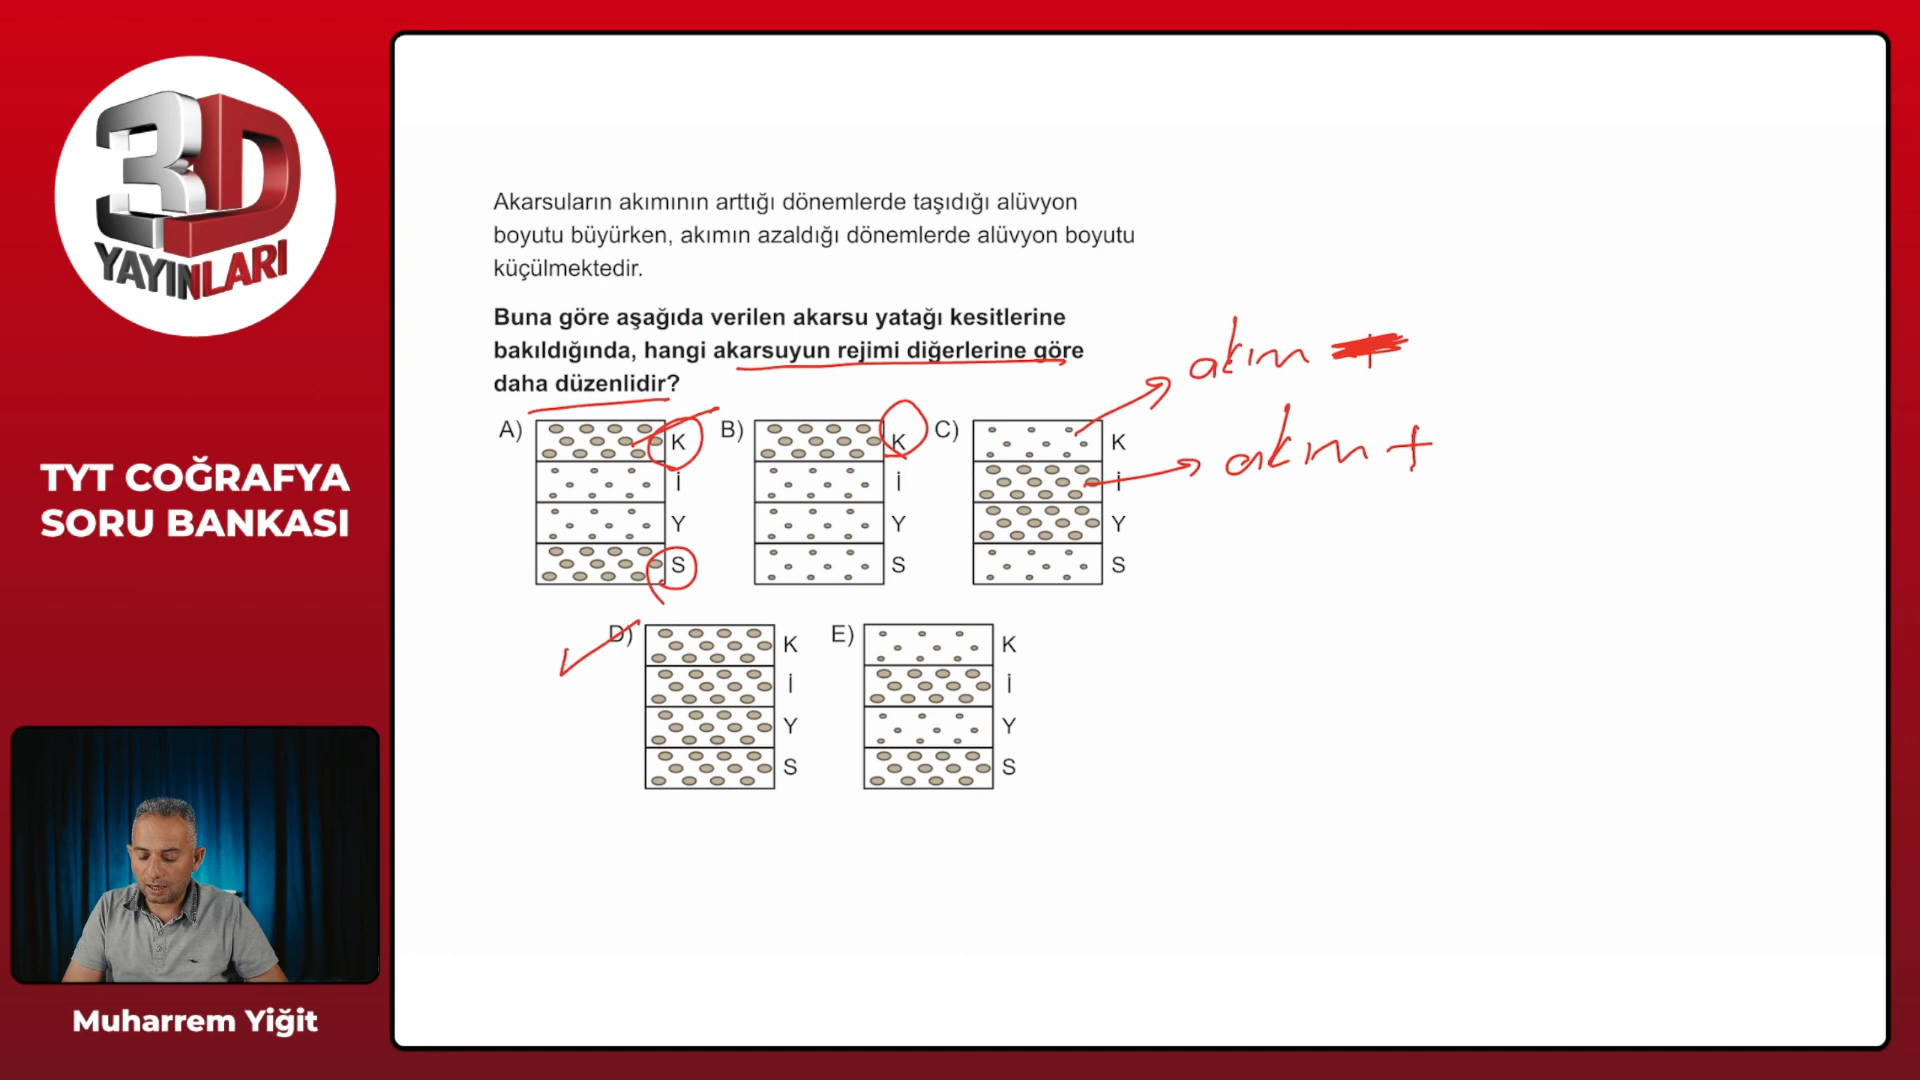 3D
YAYINLARI
TYT COĞRAFYA
SORU BANKASI
Muharrem Yiğit
Akarsuların akımının arttığı dönemlerde taşıdığı alüvyon
boyutu büyürken, akımın azaldığı dönemlerde alüvyon boyutu
küçülmektedir.
Buna göre aşağıda verilen akarsu yatağı kesitlerine
bakıldığında, hangi akarsuyun rejimi diğerlerine göre
daha düzenlidir?
akım
akım +
A) K
İ
Y
S
B) K
İ
Y
S
C) K
İ
Y
S
D) K
İ
Y
S
E) K
İ
Y
S